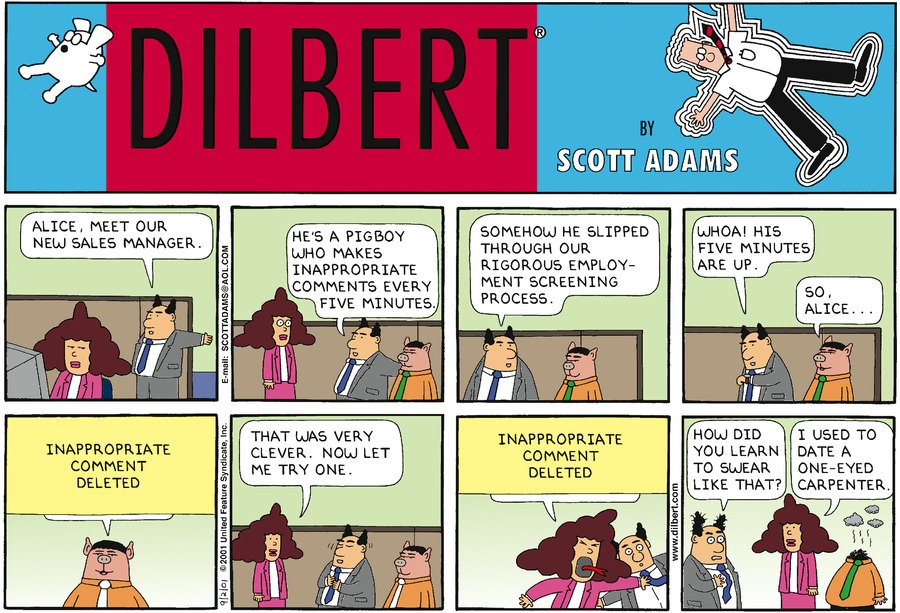 DILBERT®
BY
SCOTT ADAMS
ALICE, MEET OUR
NEW SALES MANAGER.
E-mail: SCOTTADAMS@AOL.COM
HE'S A PIGBOY
WHO MAKES
INAPPROPRIATE
COMMENTS EVERY
FIVE MINUTES.
SOMEHOW HE SLIPPED
THROUGH OUR
RIGOROUS EMPLOY-
MENT SCREENING
PROCESS.
WHOA! HIS
FIVE MINUTES
ARE UP.
SO,
ALICE...
INAPPROPRIATE
COMMENT
DELETED
9/2/01 ©2001 United Feature Syndicate, Inc.
THAT WAS VERY
CLEVER. NOW LET
ME TRY ONE.
INAPPROPRIATE
COMMENT
DELETED
www.dilbert.com
HOW DID
YOU LEARN
TO SWEAR
LIKE THAT?
I USED TO
DATE A
ONE-EYED
CARPENTER.